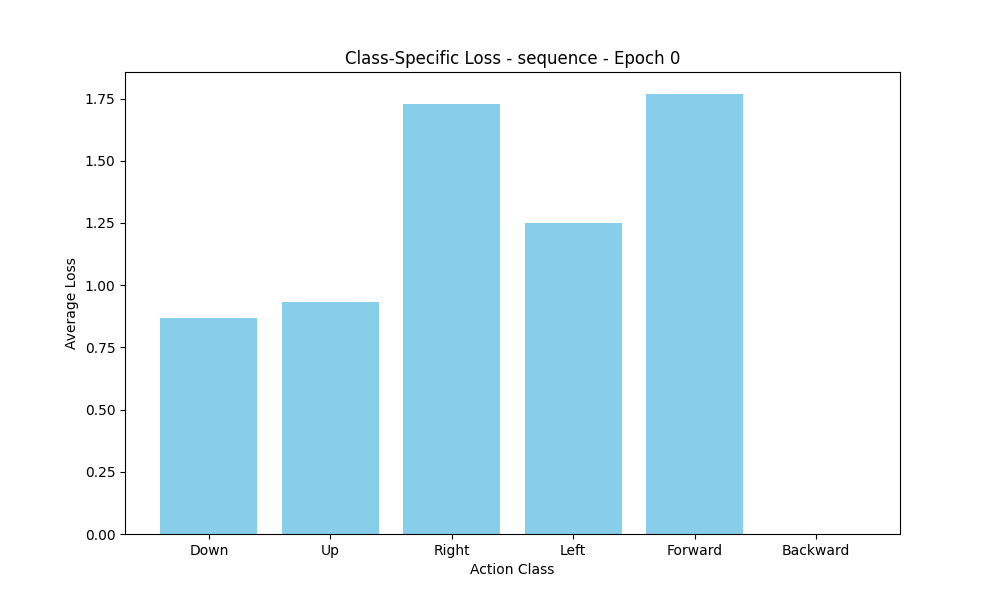 Class-Specific Loss - sequence - Epoch 0
Average Loss
1.75
1.50
1.25
1.00
0.75
0.50
0.25
0.00
Down Up Right Left Forward Backward
Action Class